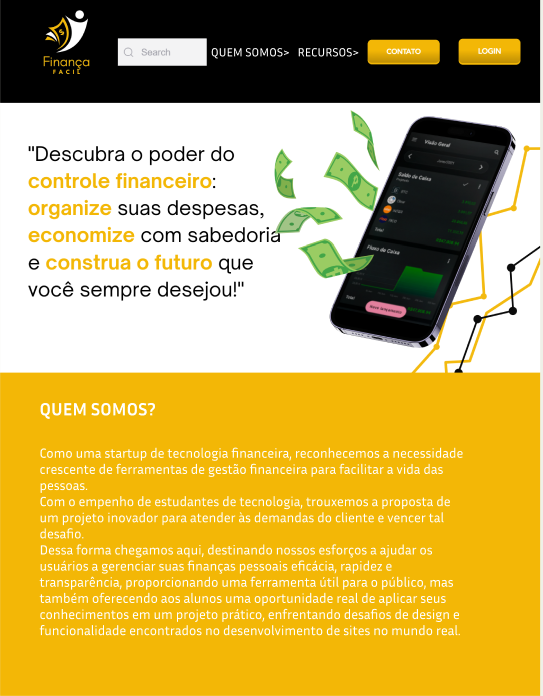 Finança
FACIL
Search
QUEM SOMOS>
RECURSOS>
CONTATO
LOGIN
"Descubra o poder do
controle financeiro:
organize suas despesas,
economize com sabedoria
e construa o futuro que
você sempre desejou!"
Visão Geral
Saldo de Caixa
Total
Fluxo de Caixa
Total
QUEM SOMOS?
Como uma startup de tecnologia financeira, reconhecemos a necessidade
crescente de ferramentas de gestão financeira para facilitar a vida das
pessoas.
Com o empenho de estudantes de tecnologia, trouxemos a proposta de
um projeto inovador para atender às demandas do cliente e vencer tal
desafio.
Dessa forma chegamos aqui, destinando nossos esforços a ajudar os
usuários a gerenciar suas finanças pessoais eficácia, rapidez e
transparência, proporcionando uma ferramenta útil para o público, mas
também oferecendo aos alunos uma oportunidade real de aplicar seus
conhecimentos em um projeto prático, enfrentando desafios de design e
funcionalidade encontrados no desenvolvimento de sites no mundo real.